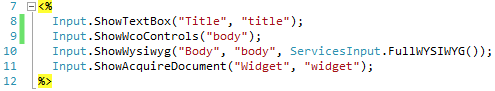 7 <%
8 Input.ShowTextBox("Title", "title");
9 Input.ShowWcoControls("body");
10 Input.ShowWysiwyg("Body", "body", ServicesInput.FullWYSIWYG());
11 Input.ShowAcquireDocument("Widget", "widget");
12 %>